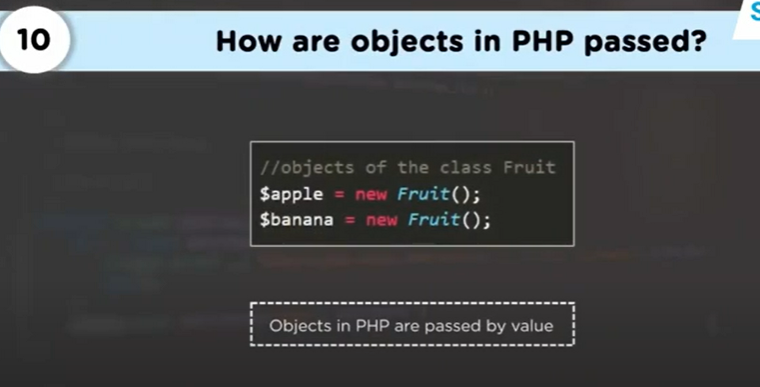 10
How are objects in PHP passed?
//objects of the class Fruit
$apple = new Fruit();
$banana = new Fruit();
Objects in PHP are passed by value